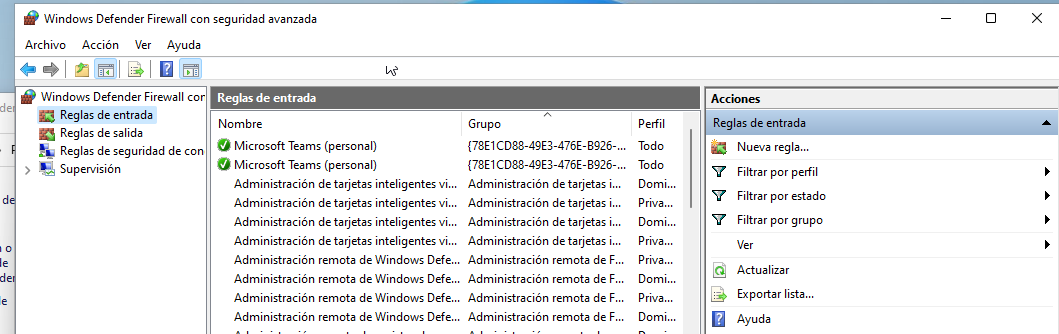 Windows Defender Firewall con seguridad avanzada
Archivo Acción Ver Ayuda
Windows Defender Firewall con
Reglas de entrada
Reglas de salida
Reglas de seguridad de con
Supervisión
Reglas de entrada
Nombre Grupo Perfil
Microsoft Teams (personal) {78E1CD88-49E3-476E-B926-... Todo
Microsoft Teams (personal) {78E1CD88-49E3-476E-B926-... Todo
Administración de tarjetas inteligentes vi... Administración de tarjetas i... Domi...
Administración de tarjetas inteligentes vi... Administración de tarjetas i... Priva...
Administración de tarjetas inteligentes vi... Administración de tarjetas i... Domi...
Administración de tarjetas inteligentes vi... Administración de tarjetas i... Priva...
Administración remota de Windows Defe... Administración remota de F... Domi...
Administración remota de Windows Defe... Administración remota de F... Domi...
Administración remota de Windows Defe... Administración remota de F... Priva...
Administración remota de Windows Defe... Administración remota de F... Domi...
Acciones
Reglas de entrada
Nueva regla...
Filtrar por perfil
Filtrar por estado
Filtrar por grupo
Ver
Actualizar
Exportar lista...
Ayuda